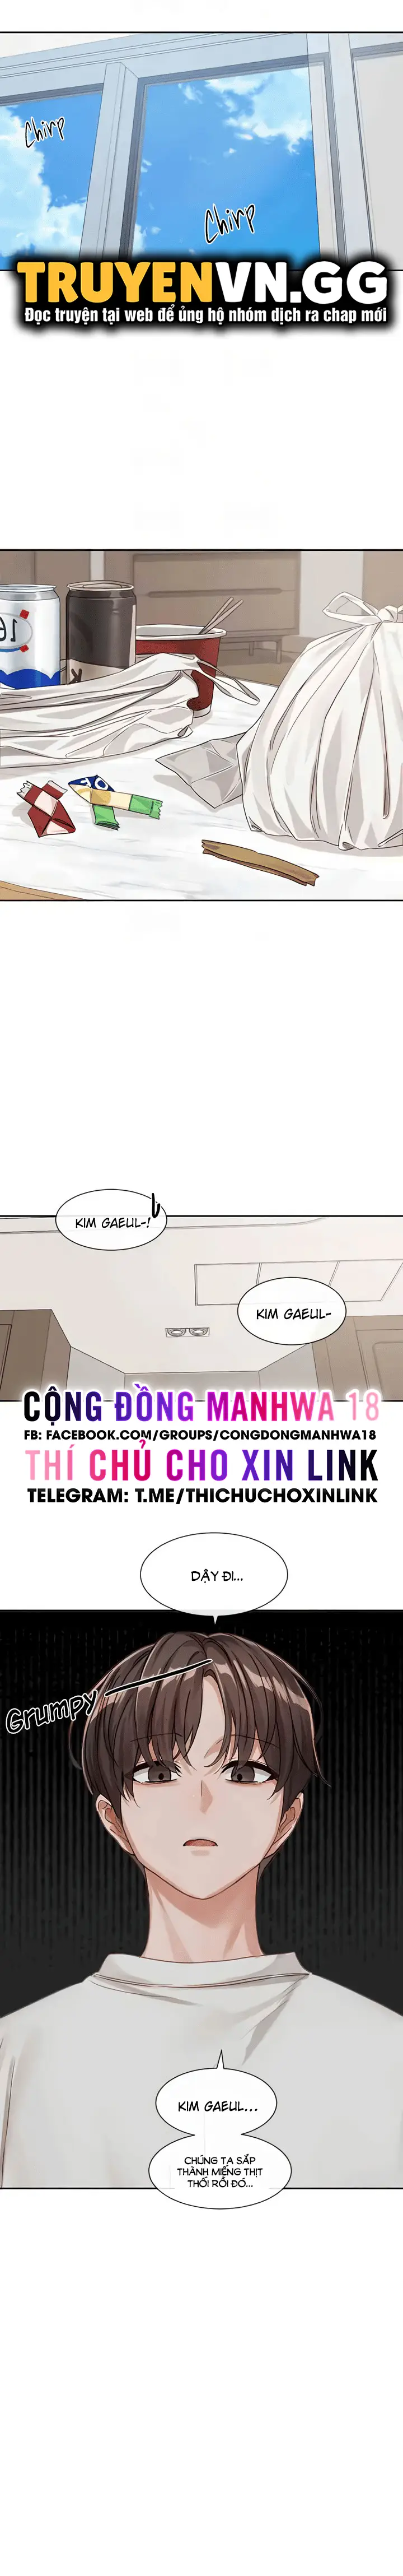 Chirp
Chirp
TRUYENVN.GG
Đọc truyện tại web để ủng hộ nhóm dịch ra chap mới
KIM GAEUL-!
KIM GAEUL-
CỘNG ĐỒNG MANHWA 18
FB: FACEBOOK.COM/GROUPS/CONGDONGMANHWA18
THÍ CHỦ CHO XIN LINK
TELEGRAM: T.ME/THICHUCHOXINLINK
DẬY ĐI...
Grumpy
KIM GAEUL...
CHÚNG TA SẮP
THÀNH MIẾNG THỊT
THỐI RỒI ĐÓ...